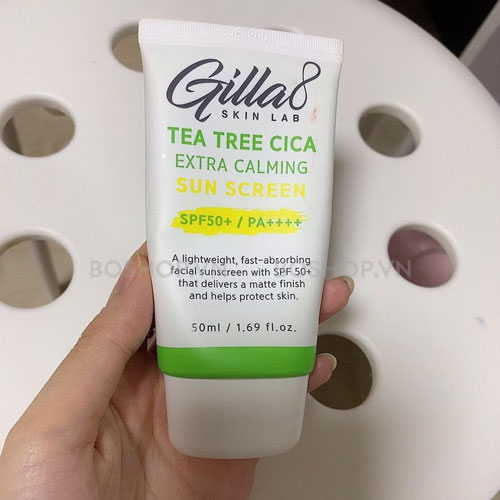 Gilla8
SKIN LAB
TEA TREE CICA
EXTRA CALMING
SUN SCREEN
SPF50+ / PA++++
A lightweight, fast-absorbing
facial sunscreen with SPF 50+
that delivers a matte finish
and helps protect skin.
50ml / 1.69 fl.oz.